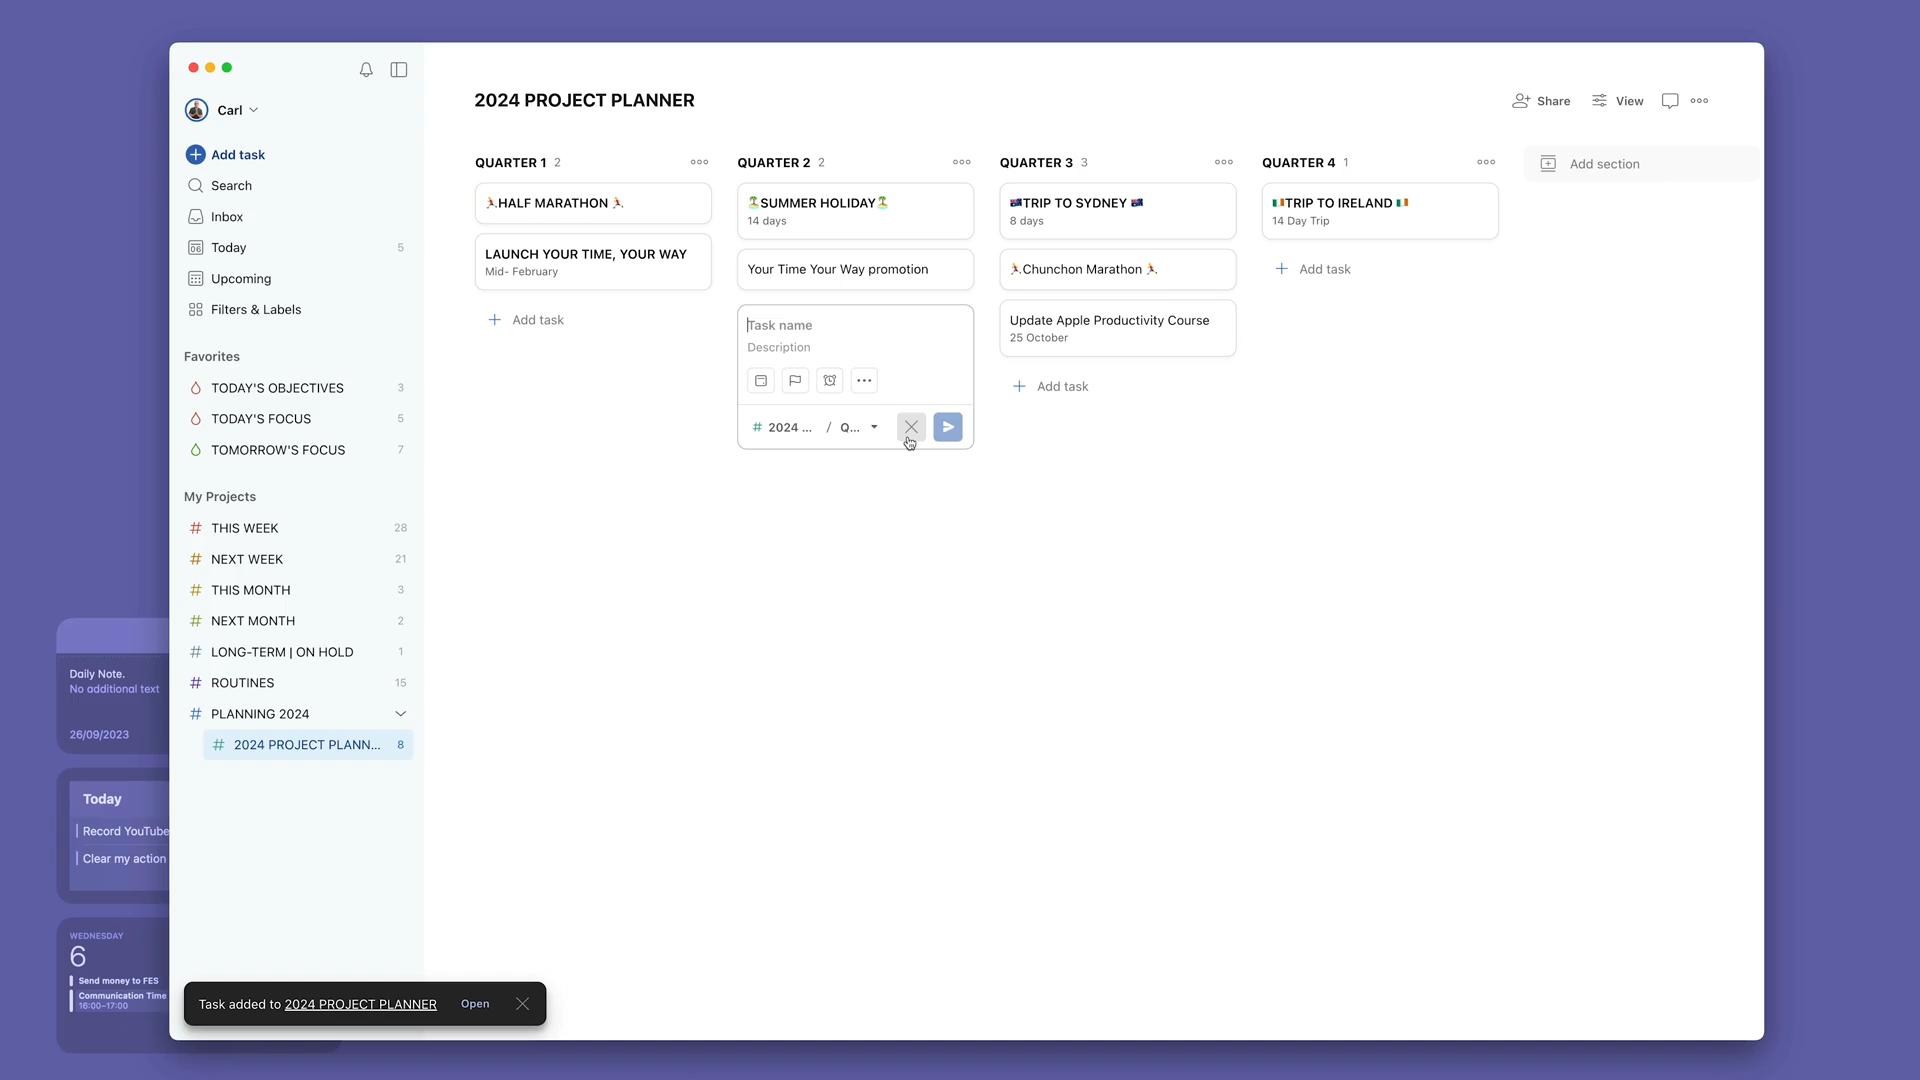 Carl
Add task
Search
Inbox
Today 5
Upcoming
Filters & Labels
Favorites
TODAY'S OBJECTIVES 3
TODAY'S FOCUS 5
TOMORROW'S FOCUS 7
My Projects
# THIS WEEK 28
# NEXT WEEK 21
# THIS MONTH 3
# NEXT MONTH 2
# LONG-TERM | ON HOLD 1
# ROUTINES 15
# PLANNING 2024
# 2024 PROJECT PLANN... 8
2024 PROJECT PLANNER
Share
View
QUARTER 1 2
🏃HALF MARATHON 🏃
LAUNCH YOUR TIME, YOUR WAY
Mid- February
Add task
QUARTER 2 2
🏝️SUMMER HOLIDAY🏝️
14 days
Your Time Your Way promotion
Task name
Description
# 2024 ... / Q...
QUARTER 3 3
🇦🇺TRIP TO SYDNEY 🇦🇺
8 days
🏃Chunchon Marathon 🏃
Update Apple Productivity Course
25 October
Add task
QUARTER 4 1
🇮🇪TRIP TO IRELAND 🇮🇪
14 Day Trip
Add task
Add section
Daily Note.
No additional text
26/09/2023
Today
Record YouTube
Clear my action
WEDNESDAY
6
Send money to FES
Communication Time
16:00–17:00
Task added to 2024 PROJECT PLANNER Open